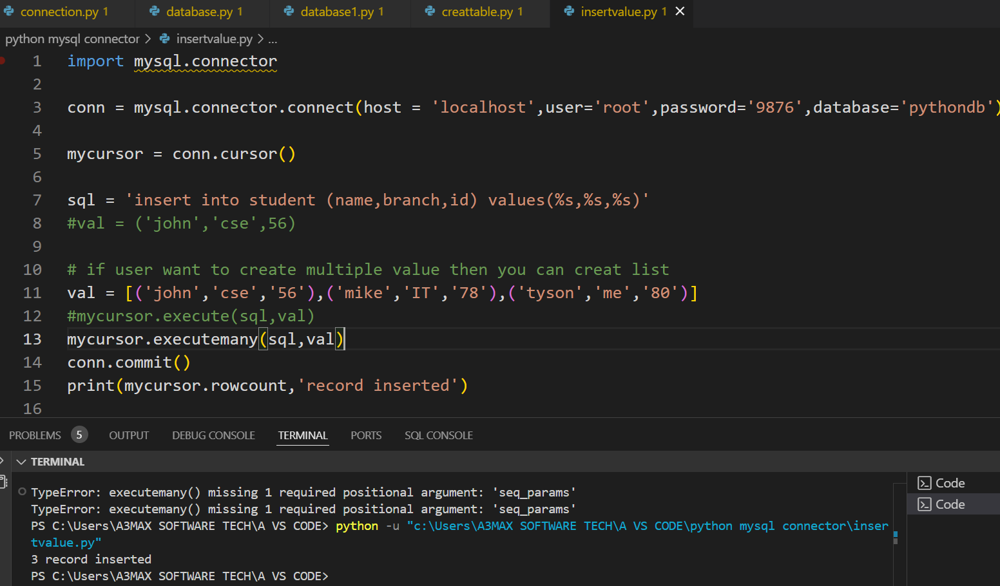 connection.py 1 database.py 1 database1.py 1 creattable.py 1 insertvalue.py 1
python mysql connector > insertvalue.py > ...
1 import mysql.connector
2
3 conn = mysql.connector.connect(host = 'localhost',user='root',password='9876',database='pythondb')
4
5 mycursor = conn.cursor()
6
7 sql = 'insert into student (name,branch,id) values(%s,%s,%s)'
8 #val = ('john','cse',56)
9
10 # if user want to create multiple value then you can creat list
11 val = [('john','cse','56'),('mike','IT','78'),('tyson','me','80')]
12 #mycursor.execute(sql,val)
13 mycursor.executemany(sql,val)
14 conn.commit()
15 print(mycursor.rowcount,'record inserted')
16
PROBLEMS 5 OUTPUT DEBUG CONSOLE TERMINAL PORTS SQL CONSOLE
TERMINAL
TypeError: executemany() missing 1 required positional argument: 'seq_params'
TypeError: executemany() missing 1 required positional argument: 'seq_params'
PS C:\Users\A3MAX SOFTWARE TECH\A VS CODE> python -u "c:\Users\A3MAX SOFTWARE TECH\A VS CODE\python mysql connector\inser
tvalue.py"
3 record inserted
PS C:\Users\A3MAX SOFTWARE TECH\A VS CODE>
Code
Code